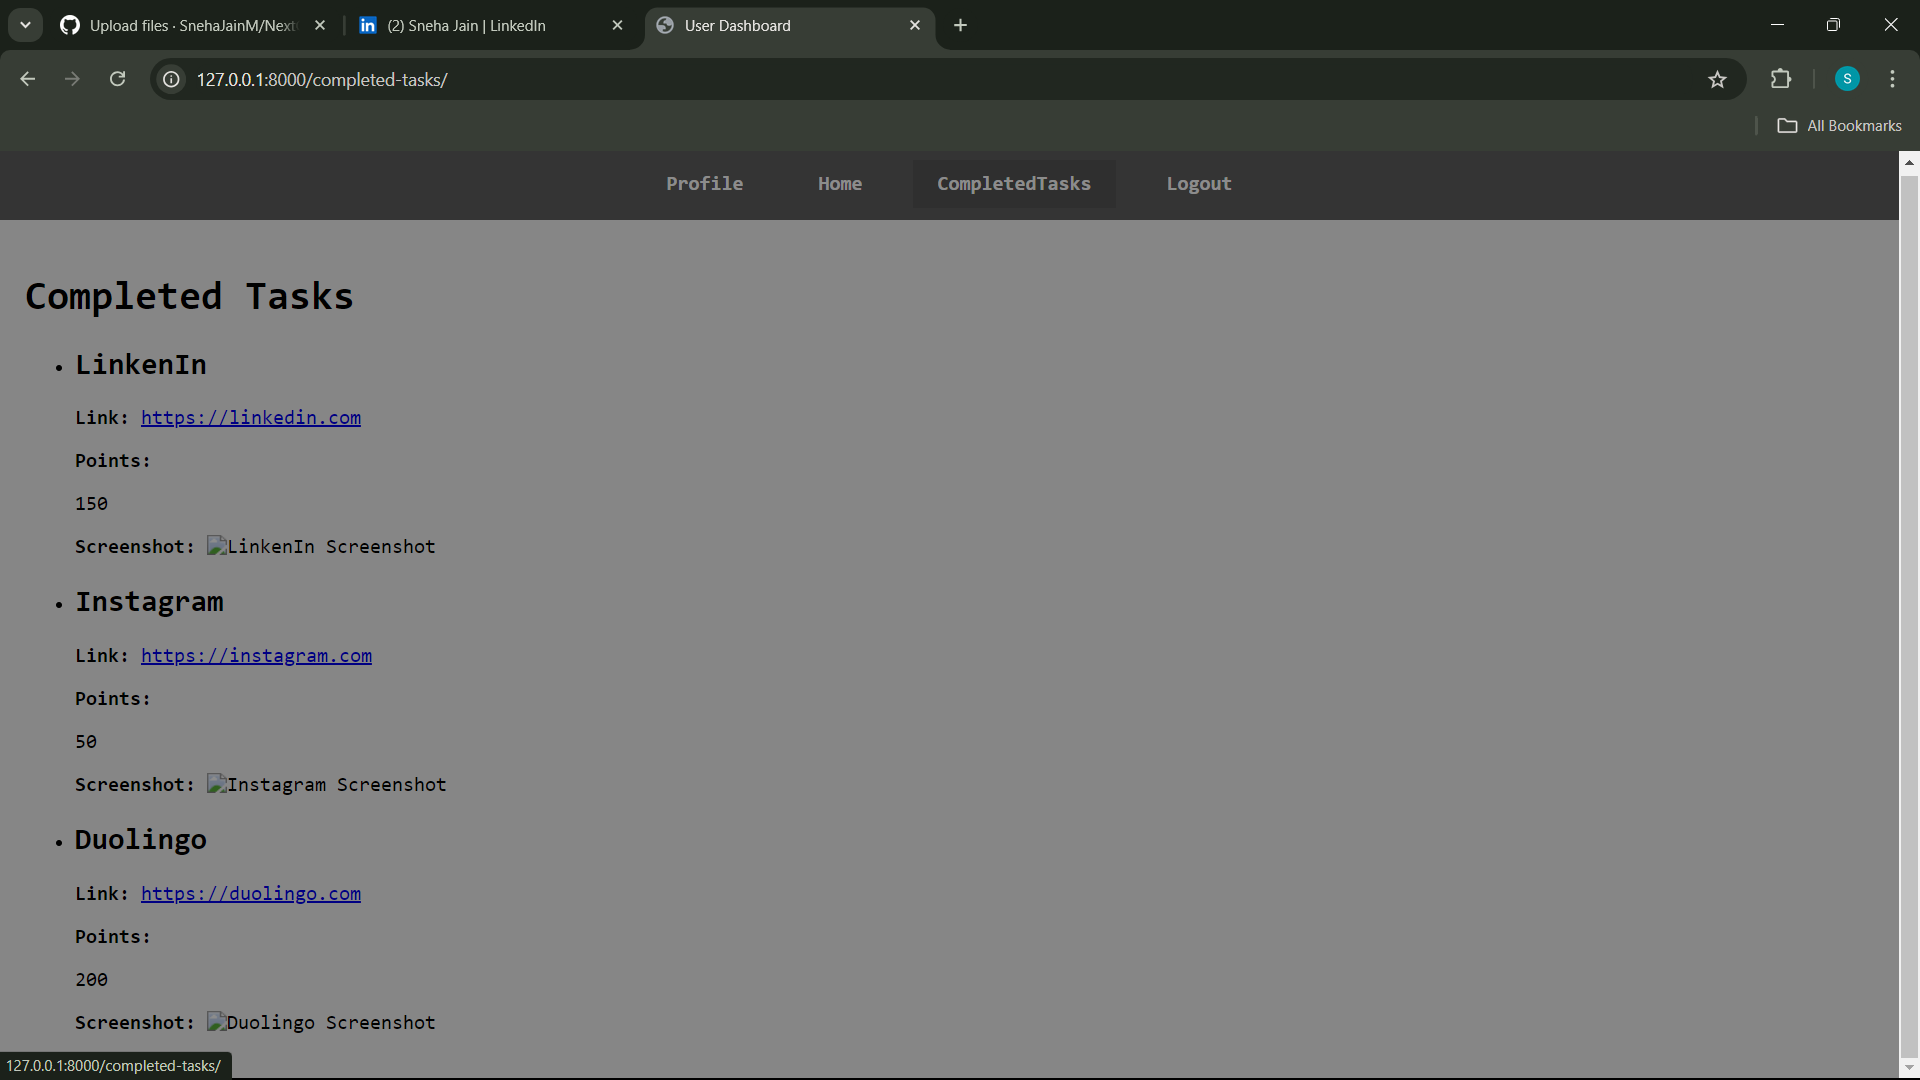 Upload files · SnehaJainM/Next
(2) Sneha Jain | LinkedIn
User Dashboard
127.0.0.1:8000/completed-tasks/
S
All Bookmarks
Profile
Home
CompletedTasks
Logout
Completed Tasks
LinkenIn
Link: https://linkedin.com
Points:
150
Screenshot: LinkenIn Screenshot
Instagram
Link: https://instagram.com
Points:
50
Screenshot: Instagram Screenshot
Duolingo
Link: https://duolingo.com
Points:
200
Screenshot: Duolingo Screenshot
127.0.0.1:8000/completed-tasks/